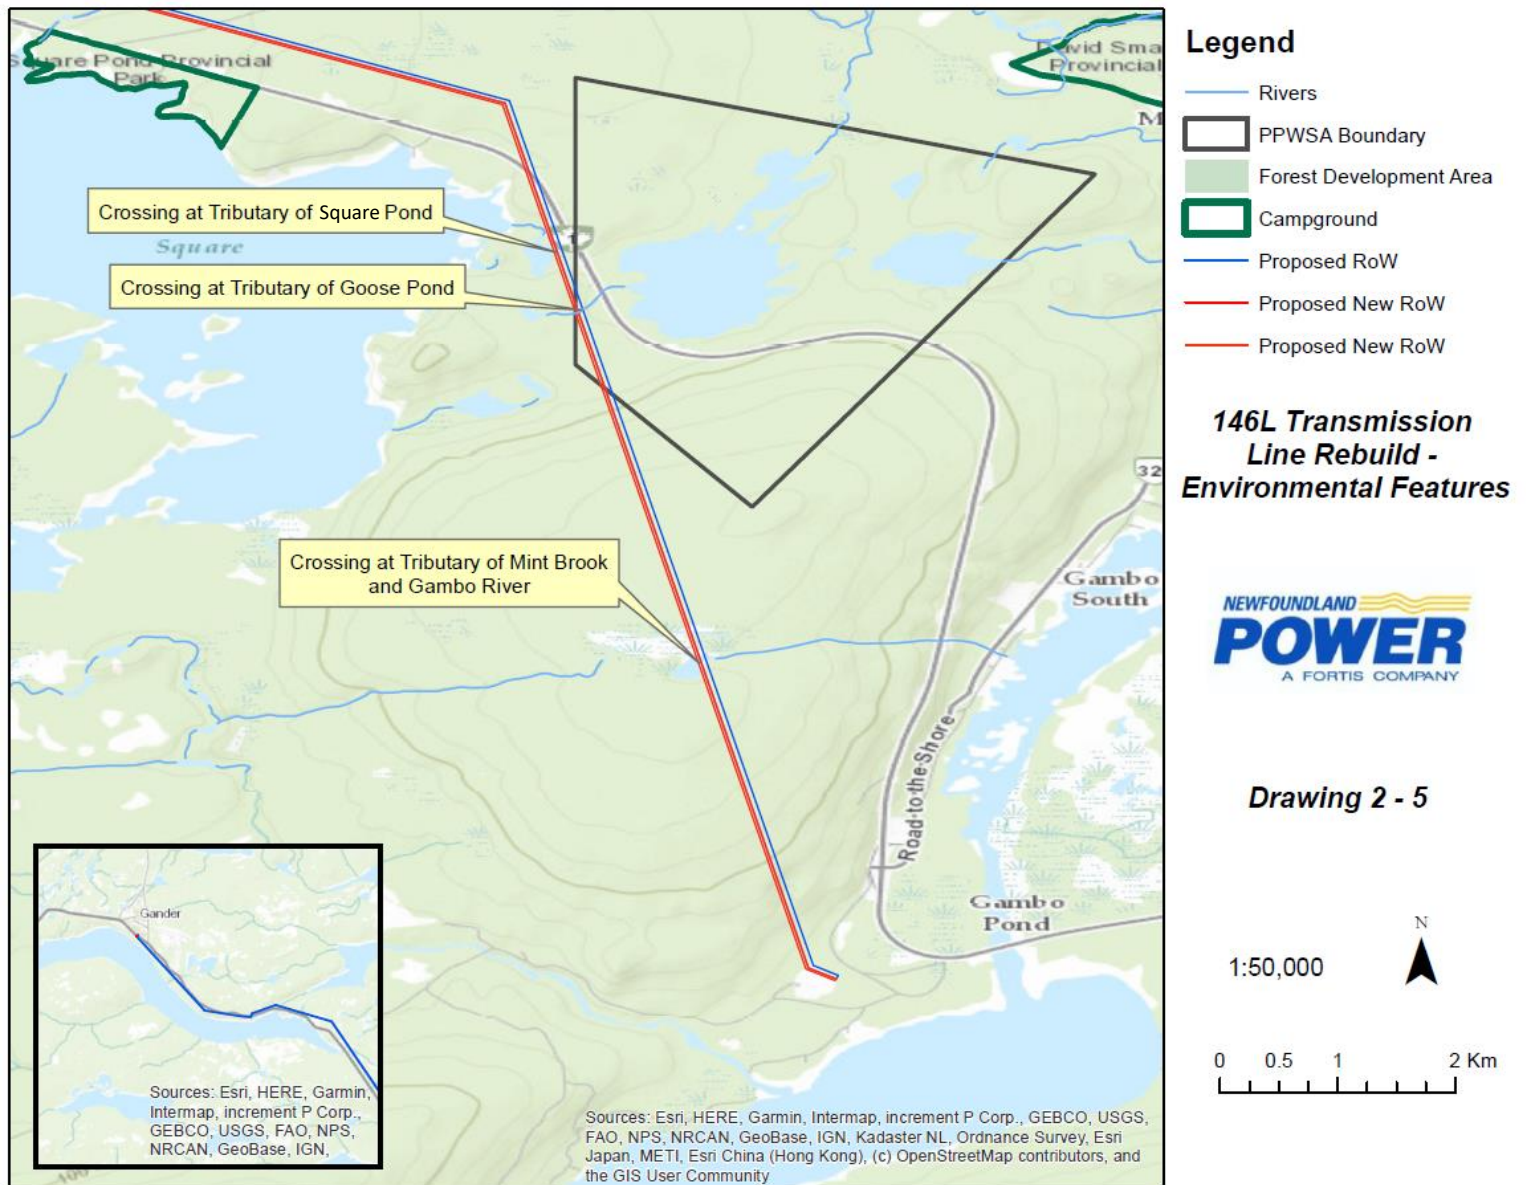 Square Pond Provincial
Park
David Sma
Provincial
M
Crossing at Tributary of Square Pond
Square
1
Crossing at Tributary of Goose Pond
32
Crossing at Tributary of Mint Brook
and Gambo River
Gambo
South
Road-to-the-Shore
Gambo
Pond
Gander
Sources: Esri, HERE, Garmin,
Intermap, increment P Corp.,
GEBCO, USGS, FAO, NPS,
NRCAN, GeoBase, IGN,
Sources: Esri, HERE, Garmin, Intermap, increment P Corp., GEBCO, USGS,
FAO, NPS, NRCAN, GeoBase, IGN, Kadaster NL, Ordnance Survey, Esri
Japan, METI, Esri China (Hong Kong), (c) OpenStreetMap contributors, and
the GIS User Community
Legend
Rivers
PPWSA Boundary
Forest Development Area
Campground
Proposed RoW
Proposed New RoW
Proposed New RoW
146L Transmission
Line Rebuild -
Environmental Features
NEWFOUNDLAND
POWER
A FORTIS COMPANY
Drawing 2 - 5
N
1:50,000
0 0.5 1 2 Km